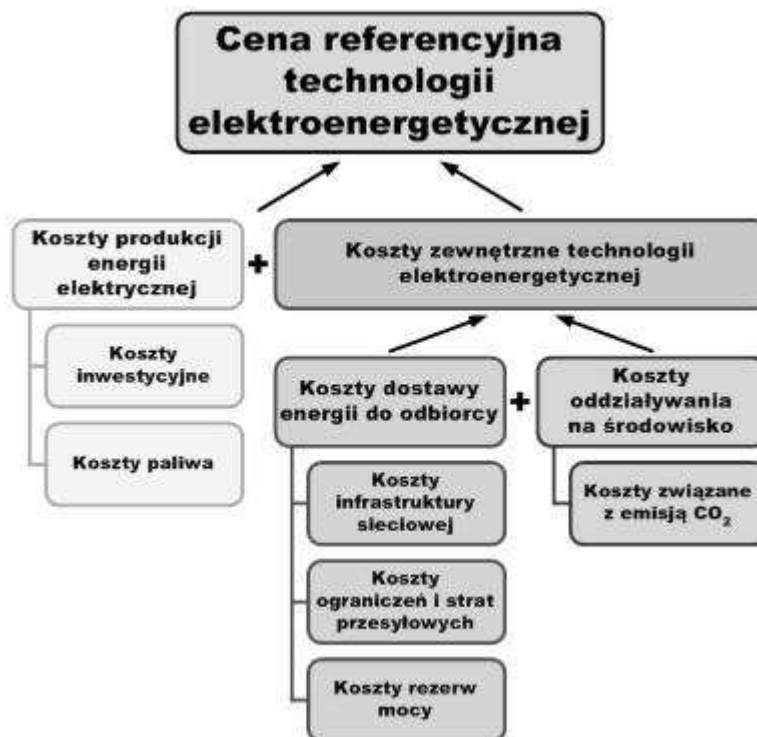 Cena referencyjna
technologii
elektroenergetycznej
Koszty produkcji
energii
elektrycznej
+
Koszty zewnętrzne technologii
elektroenergetycznej
Koszty
inwestycyjne
Koszty paliwa
Koszty dostawy
energii do odbiorcy
+
Koszty
oddziaływania
na środowisko
Koszty
infrastruktury
sieciowej
Koszty
ograniczeń i strat
przesyłowych
Koszty rezerw
mocy
Koszty związane
z emisją CO₂